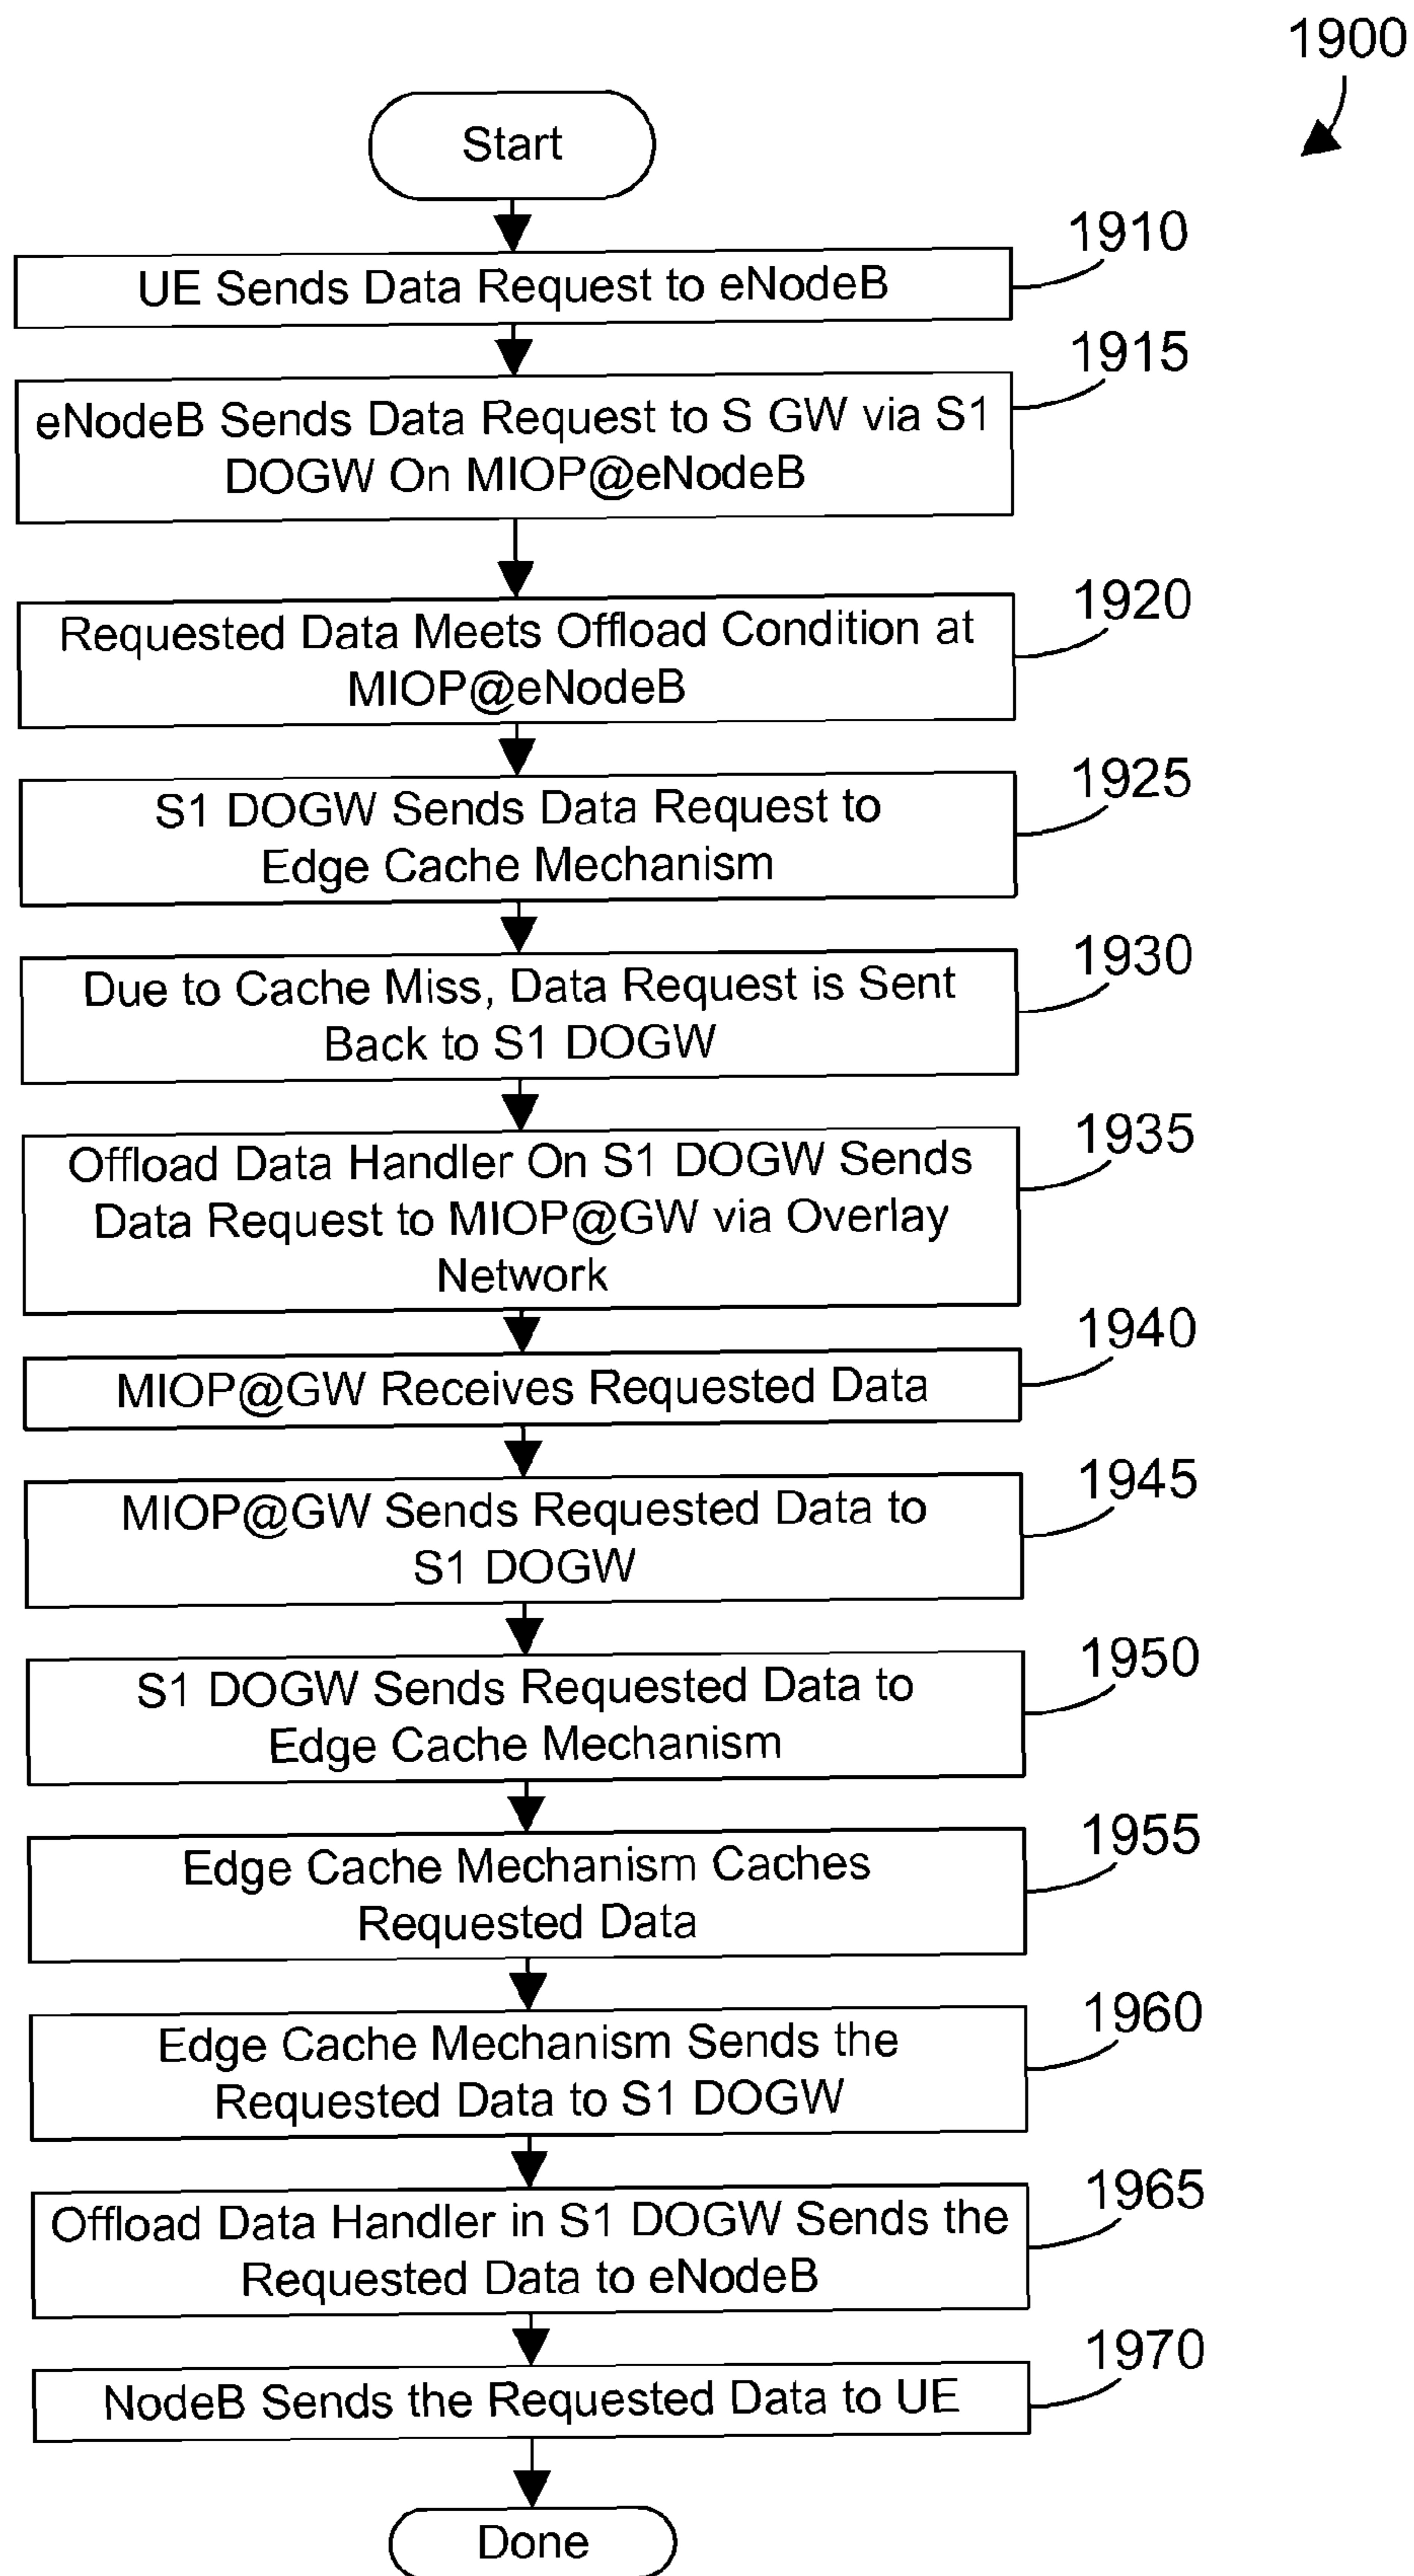 1900
Start
1910
UE Sends Data Request to eNodeB
1915
eNodeB Sends Data Request to S GW via S1
DOGW On MIOP@eNodeB
1920
Requested Data Meets Offload Condition at
MIOP@eNodeB
1925
S1 DOGW Sends Data Request to
Edge Cache Mechanism
1930
Due to Cache Miss, Data Request is Sent
Back to S1 DOGW
1935
Offload Data Handler On S1 DOGW Sends
Data Request to MIOP@GW via Overlay
Network
1940
MIOP@GW Receives Requested Data
1945
MIOP@GW Sends Requested Data to
S1 DOGW
1950
S1 DOGW Sends Requested Data to
Edge Cache Mechanism
1955
Edge Cache Mechanism Caches
Requested Data
1960
Edge Cache Mechanism Sends the
Requested Data to S1 DOGW
1965
Offload Data Handler in S1 DOGW Sends the
Requested Data to eNodeB
1970
NodeB Sends the Requested Data to UE
Done